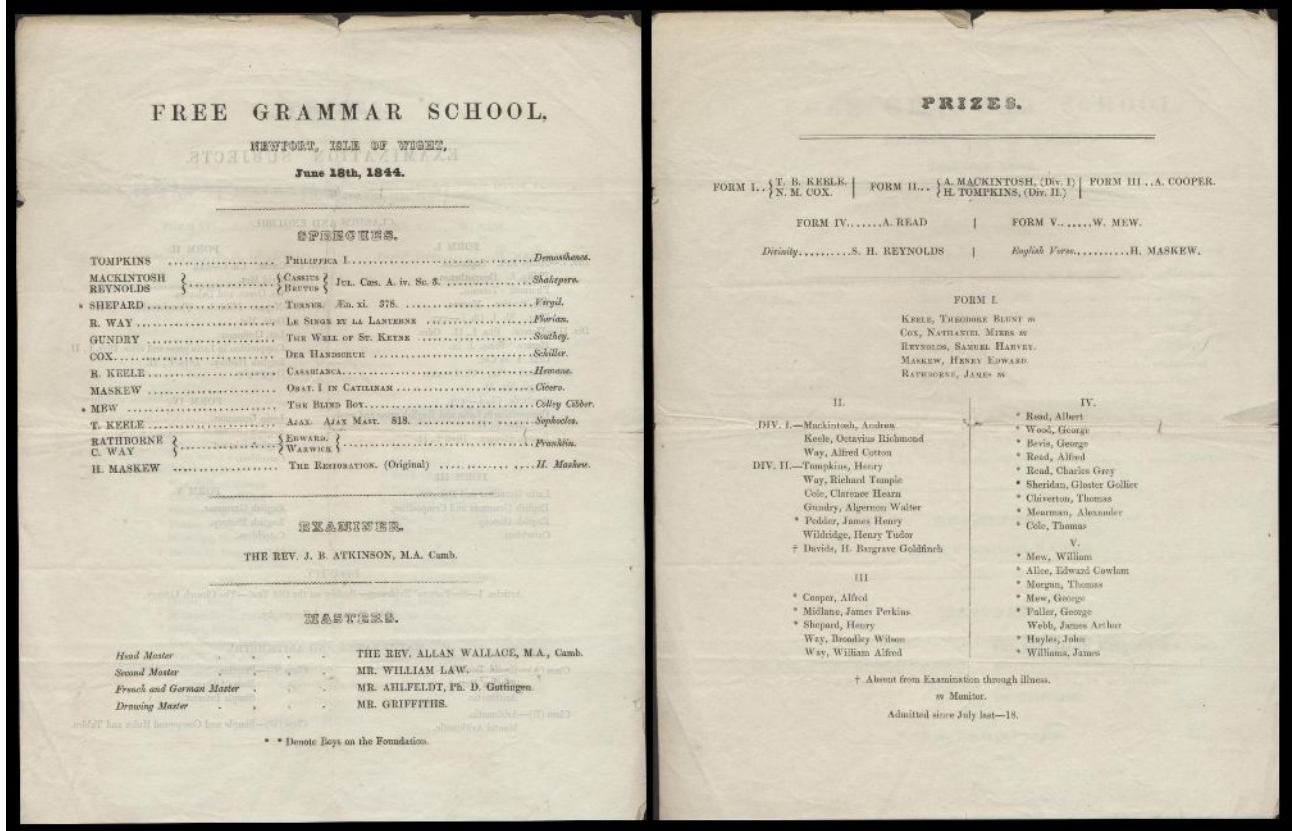 FREE GRAMMAR SCHOOL,
NEWPORT, ISLE OF WIGHT,
June 18th, 1844.
SPEECHES.
TOMPKINS ................ PHILIPPICA I. ................ Demosthenes.
MACKINTOSH } ................ { CASSIUS } JUL. CÆS. A. iv. Sc. 3. ................ Shakspere.
REYNOLDS } { BRUTUS }
* SHEPARD ................ TURNUS. Æn. xi. 378. ................ Virgil.
R. WAY ................ LE SINGE ET LA LANTERNE ................ Florian.
GUNDRY ................ THE WELL OF ST. KEYNE ................ Southey.
COX ................ DER HANDSCHUH ................ Schiller.
R. KEELE ................ CASABIANCA ................ Hemans.
MASKEW ................ ORAT. I IN CATILINAM ................ Cicero.
* MEW ................ THE BLIND BOY ................ Colley Cibber.
T. KEELE ................ AJAX. AJAX MAST. 818. ................ Sophocles.
RATHBORNE } ................ { EDWARD. } ................ Franklin.
C. WAY } { WARWICK }
H. MASKEW ................ THE RESTORATION. (Original) ................ H. Maskew.
EXAMINER.
THE REV. J. B. ATKINSON, M.A. Camb.
MASTERS.
Head Master . . . . THE REV. ALLAN WALLACE, M.A., Camb.
Second Master . . . . MR. WILLIAM LAW.
French and German Master . . . MR. AHLFELDT, Ph. D. Gottingen.
Drawing Master . . . . MR. GRIFFITHS.
* * Denote Boys on the Foundation.
PRIZES.
FORM I.. { T. B. KEELE. | FORM II... { A. MACKINTOSH, (Div. I) | FORM III .. A. COOPER.
{ N. M. COX. | { H. TOMPKINS, (Div. II.) |
FORM IV.......A. READ | FORM V.......W. MEW.
Divinity..........S. H. REYNOLDS | English Verse..........H. MASKEW.
FORM I.
KEELE, THEODORE BLUNT m
COX, NATHANIEL MIERS m
REYNOLDS, SAMUEL HARVEY.
MASKEW, HENRY EDWARD.
RATHBORNE, JAMES m
II.
DIV. I.—Mackintosh, Andrew
Keele, Octavius Richmond
Way, Alfred Cotton
DIV. II.—Tompkins, Henry
Way, Richard Temple
Cole, Clarence Hearn
Gundry, Algernon Walter
* Pedder, James Henry
Wildridge, Henry Tudor
† Davids, H. Bargrave Goldfinch
III
* Cooper, Alfred
* Midlane, James Perkins
* Shepard, Henry
Way, Broadley Wilson
Way, William Alfred
IV.
* Read, Albert
* Wood, George
* Bevis, George
* Read, Alfred
* Read, Charles Grey
* Sheridan, Gloster Gollier
* Chiverton, Thomas
* Mearman, Alexander
* Cole, Thomas
V.
* Mew, William
* Alice, Edward Cowlam
* Morgan, Thomas
* Mew, George
* Fuller, George
Webb, James Arthur
* Hayles, John
* Williams, James
† Absent from Examination through illness.
m Monitor.
Admitted since July last—18.